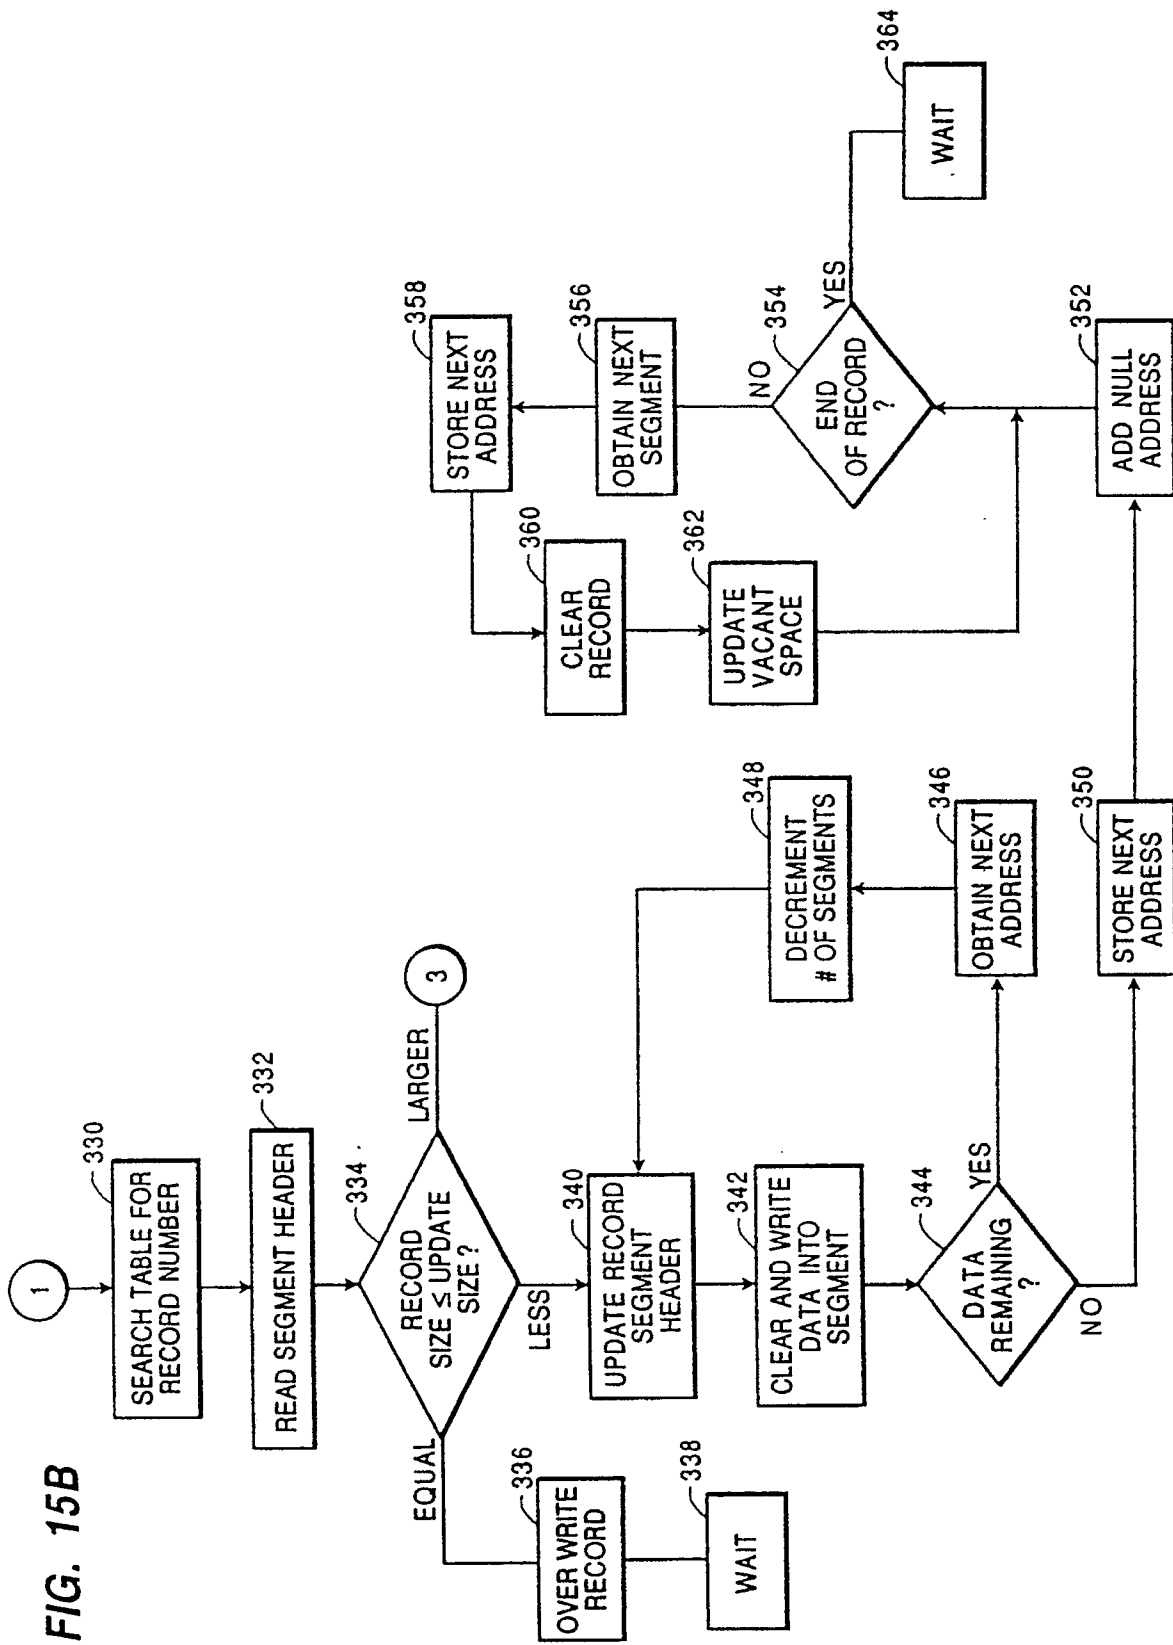 FIG. 15B
1
330
SEARCH TABLE FOR
RECORD NUMBER
332
READ SEGMENT HEADER
334
RECORD
SIZE ≤ UPDATE
SIZE?
EQUAL
LARGER
LESS
3
336
OVER WRITE
RECORD
338
WAIT
340
UPDATE RECORD
SEGMENT
HEADER
342
CLEAR AND WRITE
DATA INTO
SEGMENT
344
DATA
REMAINING
?
YES
NO
346
OBTAIN NEXT
ADDRESS
348
DECREMENT
# OF SEGMENTS
350
STORE NEXT
ADDRESS
352
ADD NULL
ADDRESS
354
END
OF RECORD
?
NO
YES
356
OBTAIN NEXT
SEGMENT
358
STORE NEXT
ADDRESS
360
CLEAR
RECORD
362
UPDATE
VACANT
SPACE
364
WAIT